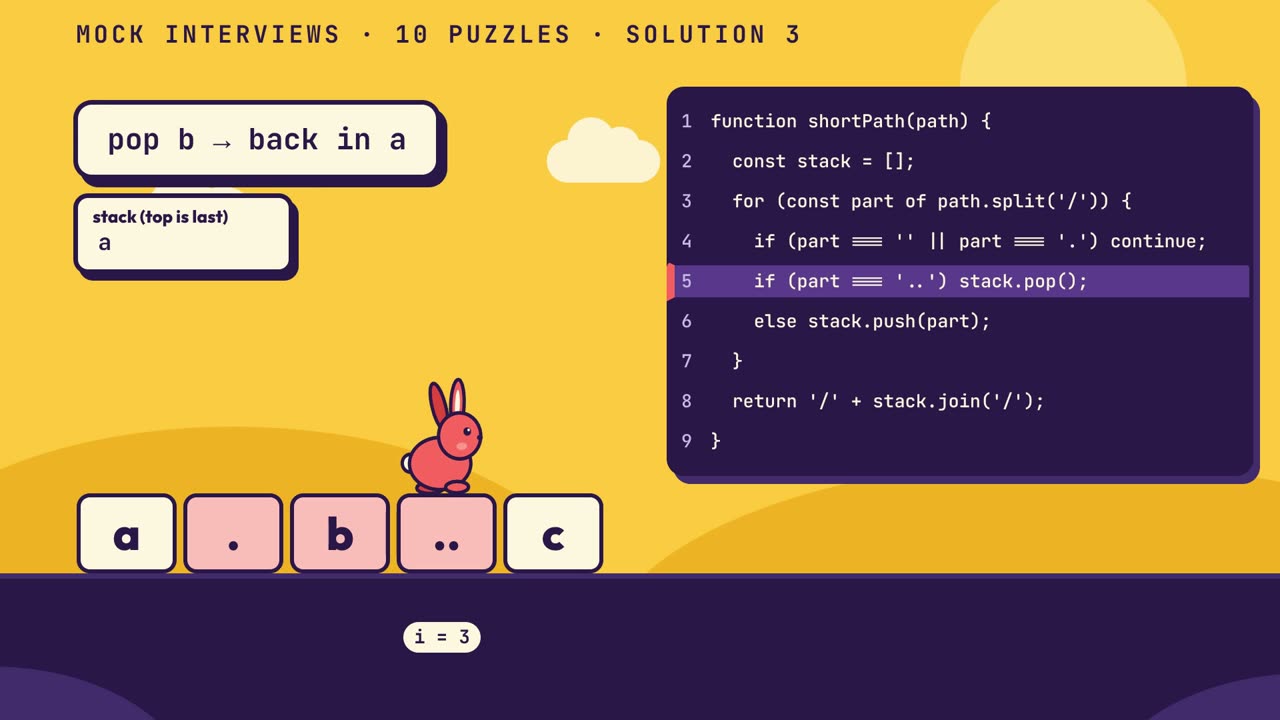 MOCK INTERVIEWS · 10 PUZZLES · SOLUTION 3
pop b → back in a
stack (top is last)
a
1 function shortPath(path) {
2 const stack = [];
3 for (const part of path.split('/')) {
4 if (part === '' || part === '.') continue;
5 if (part === '..') stack.pop();
6 else stack.push(part);
7 }
8 return '/' + stack.join('/');
9 }
a . b .. c
i = 3